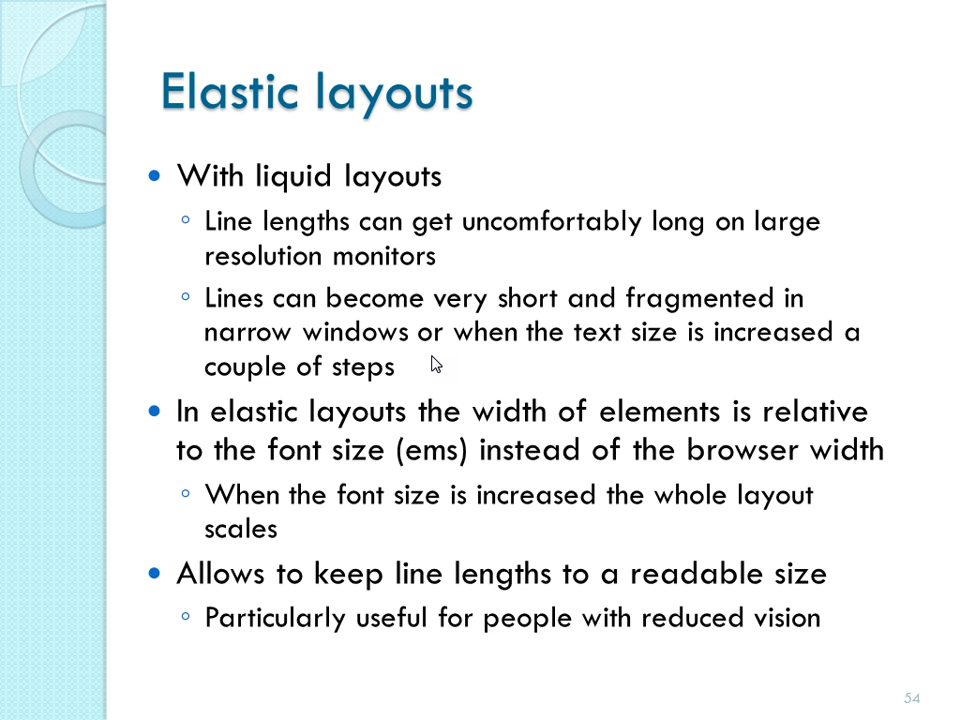 Elastic layouts
• With liquid layouts
◦ Line lengths can get uncomfortably long on large
resolution monitors
◦ Lines can become very short and fragmented in
narrow windows or when the text size is increased a
couple of steps
• In elastic layouts the width of elements is relative
to the font size (ems) instead of the browser width
◦ When the font size is increased the whole layout
scales
• Allows to keep line lengths to a readable size
◦ Particularly useful for people with reduced vision
54